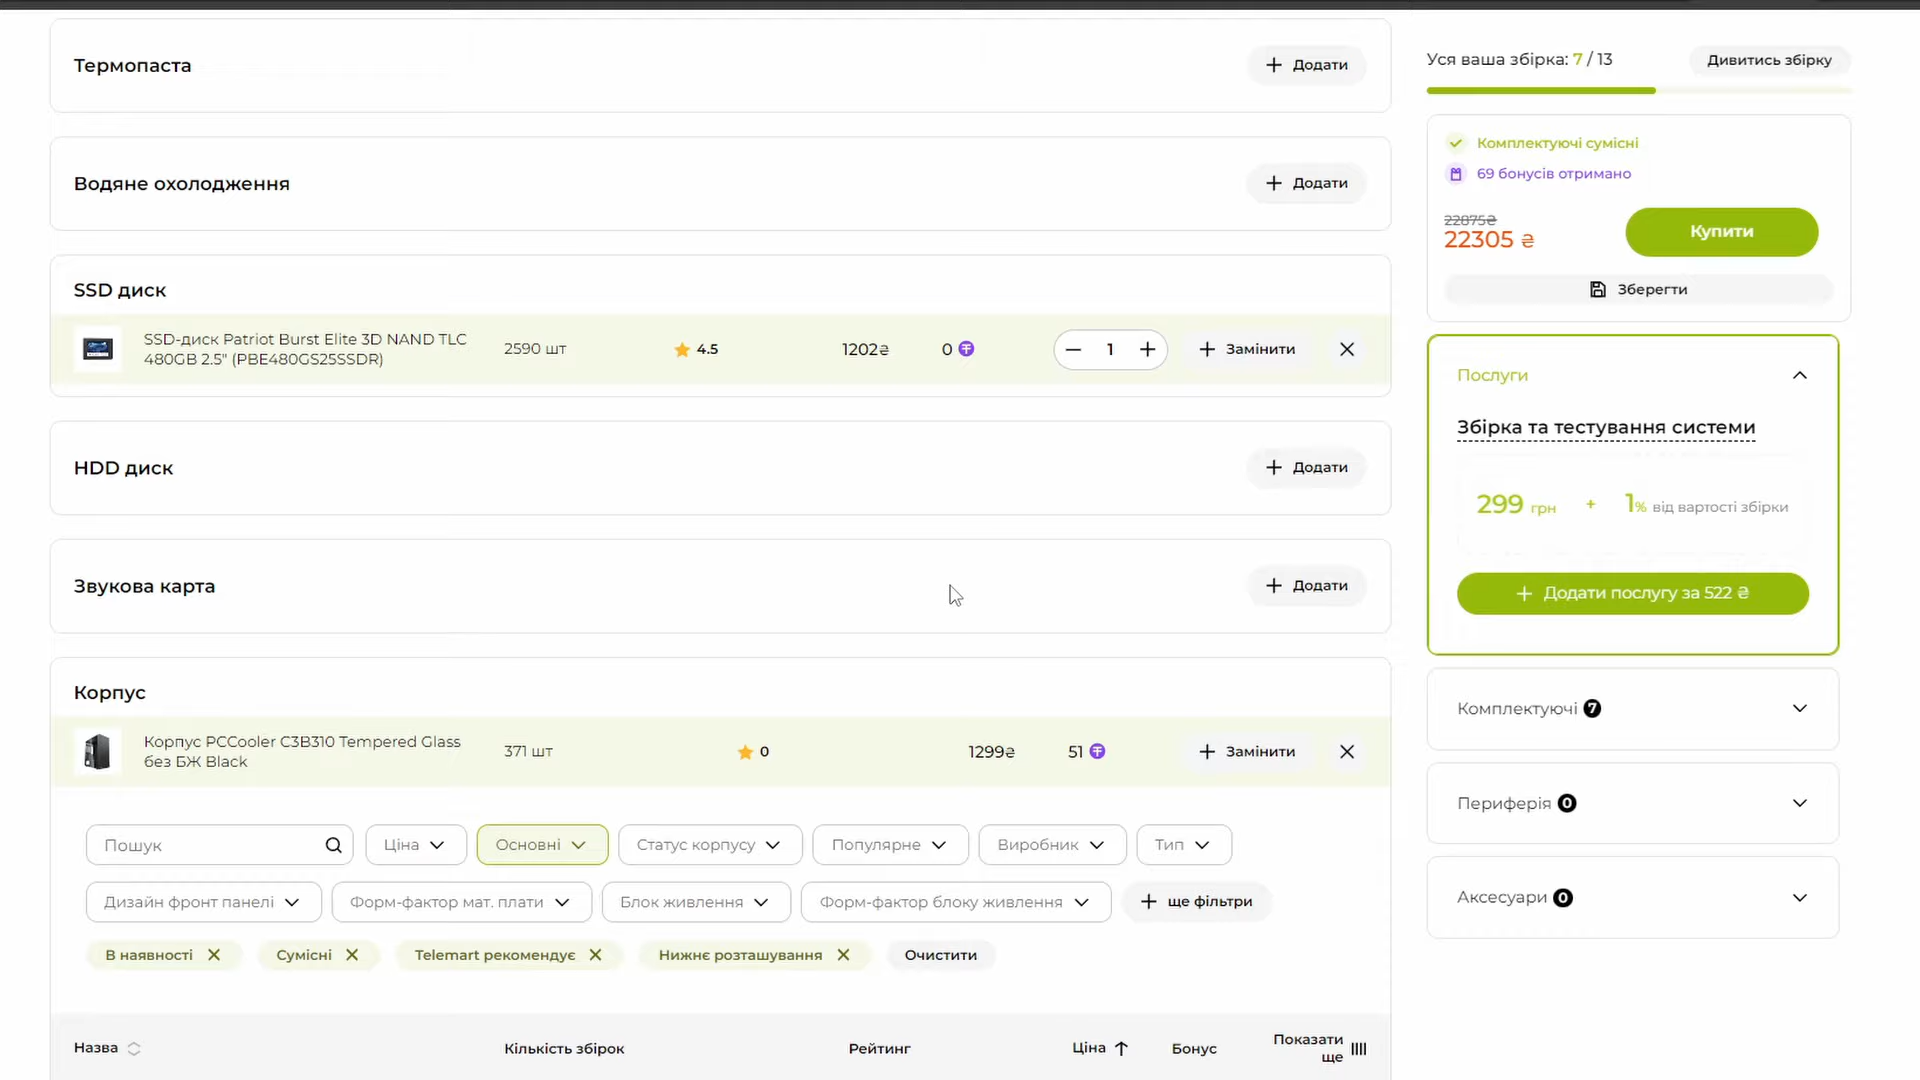 Термопаста
Додати
Водяне охолодження
Додати
SSD диск
SSD-диск Patriot Burst Elite 3D NAND TLC
480GB 2.5" (PBE480GS25SSDR)
2590 шт
4.5
1202₴
0
1
Замінити
HDD диск
Додати
Звукова карта
Додати
Корпус
Корпус PCCooler C3B310 Tempered Glass
без БЖ Black
371 шт
0
1299₴
51
Замінити
Пошук
Ціна
Основні
Статус корпусу
Популярне
Виробник
Тип
Дизайн фронт панелі
Форм-фактор мат. плати
Блок живлення
Форм-фактор блоку живлення
ще фільтри
В наявності
Сумісні
Telemart рекомендує
Нижнє розташування
Очистити
Назва
Кількість збірок
Рейтинг
Ціна
Бонус
Показати
ще
Уся ваша збірка: 7 / 13
Дивитись збірку
Комплектуючі сумісні
69 бонусів отримано
22875₴
22305 ₴
Купити
Зберегти
Послуги
Збірка та тестування системи
299 грн + 1% від вартості збірки
Додати послугу за 522 ₴
Комплектуючі 7
Периферія 0
Аксесуари 0